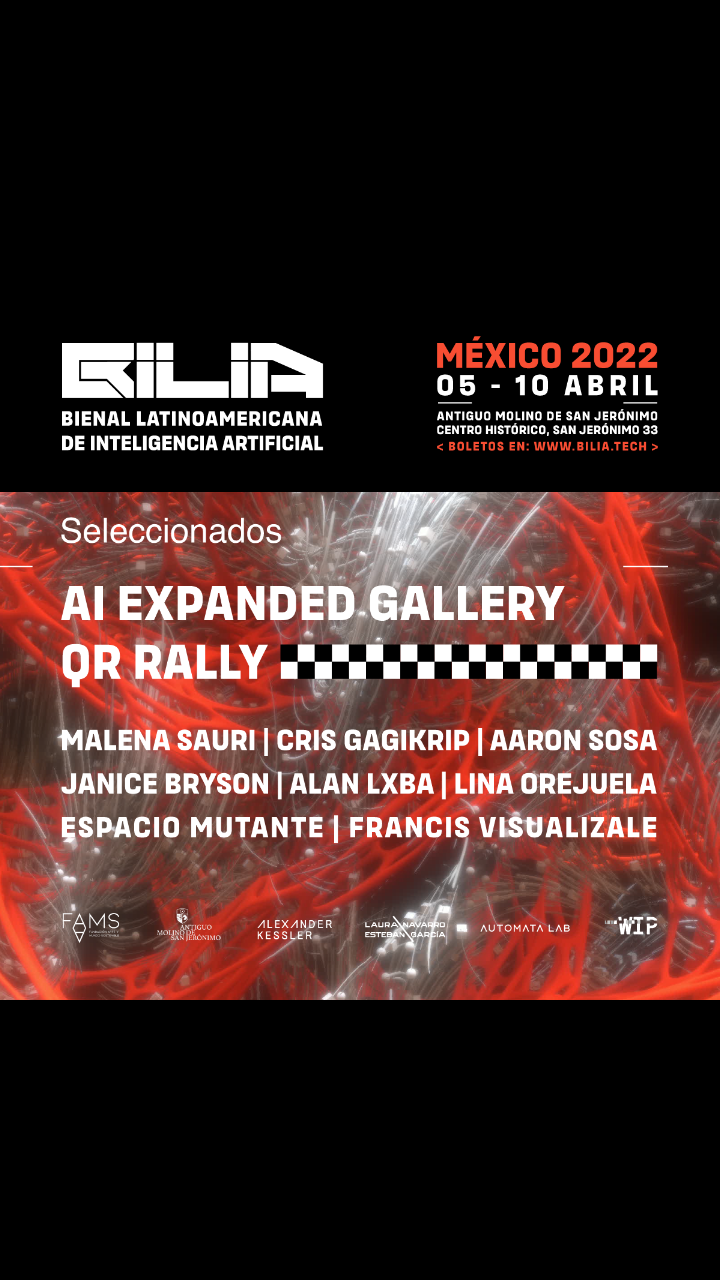 BILIA
BIENAL LATINOAMERICANA
DE INTELIGENCIA ARTIFICIAL
MÉXICO 2022
05 - 10 ABRIL
ANTIGUO MOLINO DE SAN JERÓNIMO
CENTRO HISTÓRICO, SAN JERÓNIMO 33
< BOLETOS EN: WWW.BILIA.TECH >
Seleccionados
AI EXPANDED GALLERY
QR RALLY
MALENA SAURI | CRIS GAGIKRIP | AARON SOSA
JANICE BRYSON | ALAN LXBA | LINA OREJUELA
ESPACIO MUTANTE | FRANCIS VISUALIZALE
FAMS
ANTIGUO
MOLINO DE
SAN JERÓNIMO
ALEXANDER
KESSLER
LAURA NAVARRO
ESTEBAN GARCÍA
AUTOMATA LAB
WIP